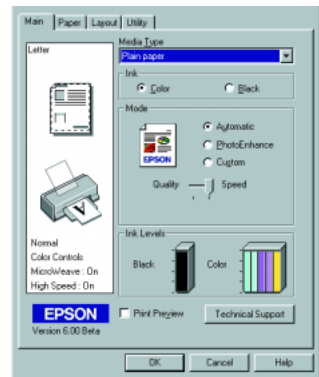 Main Paper Layout Utility
Letter
Media Type
Plain paper
Ink
Color Black
Mode
EPSON
Automatic
PhotoEnhance
Custom
Quality Speed
Normal
Color Controls
MicroWeave : On
High Speed : On
Ink Levels
Black Color
EPSON
Version 6.00 Beta
Print Preview Technical Support
OK Cancel Help